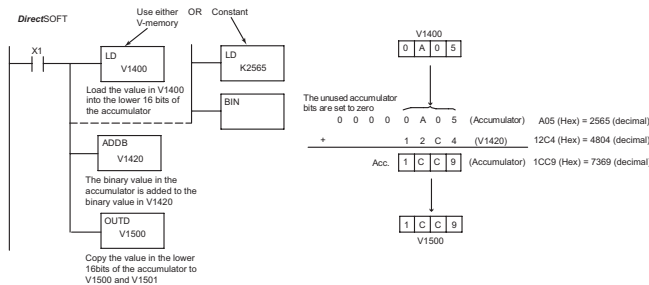 DirectSOFT
Use either OR Constant
V-memory
X1
LD
V1400
Load the value in V1400
into the lower 16 bits of
the accumulator
LD
K2565
BIN
ADDB
V1420
The binary value in the
accumulator is added to the
binary value in V1420
OUTD
V1500
Copy the value in the lower
16bits of the accumulator to
V1500 and V1501
V1400
0 A 0 5
The unused accumulator
bits are set to zero
0 0 0 0 0 A 0 5 (Accumulator) A05 (Hex) = 2565 (decimal)
+ 1 2 C 4 (V1420) 12C4 (Hex) = 4804 (decimal)
Acc. 1 C C 9 (Accumulator) 1CC9 (Hex) = 7369 (decimal)
1 C C 9
V1500